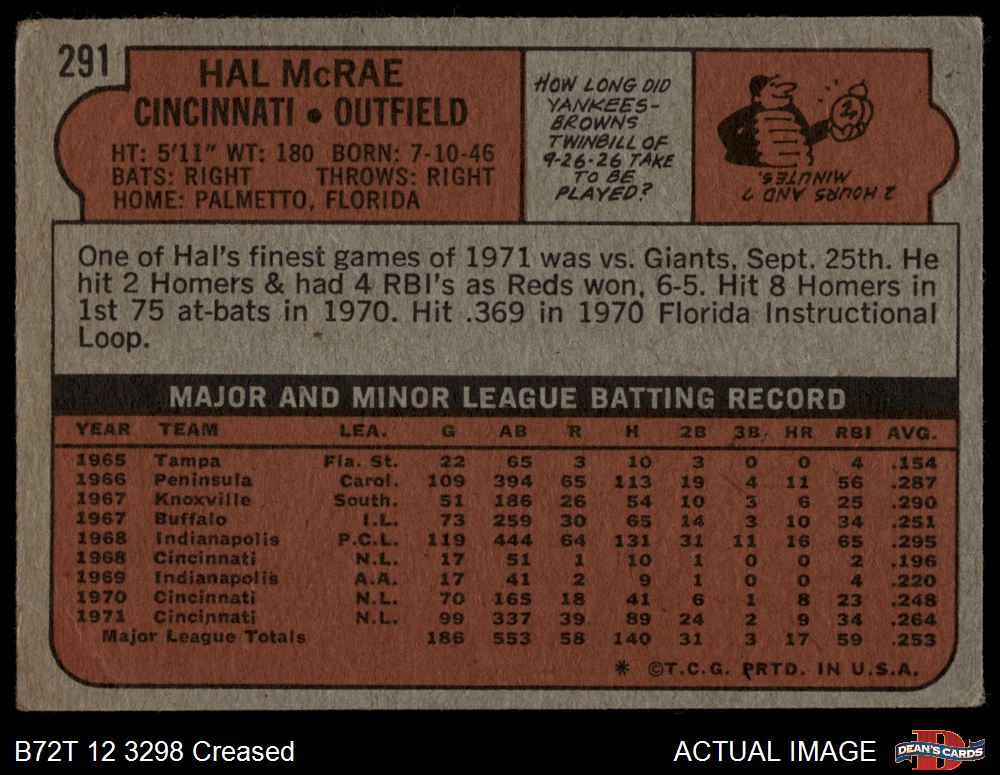 291
HAL McRAE
CINCINNATI • OUTFIELD
HT: 5'11" WT: 180 BORN: 7-10-46
BATS: RIGHT THROWS: RIGHT
HOME: PALMETTO, FLORIDA
HOW LONG DID
YANKEES-
BROWNS
TWINBILL OF
9-26-26 TAKE
TO BE
PLAYED?
2 HOURS AND 7
MINUTES.
One of Hal's finest games of 1971 was vs. Giants, Sept. 25th. He
hit 2 Homers & had 4 RBI's as Reds won, 6-5. Hit 8 Homers in
1st 75 at-bats in 1970. Hit .369 in 1970 Florida Instructional
Loop.
MAJOR AND MINOR LEAGUE BATTING RECORD
YEAR TEAM LEA. G AB R H 2B 3B HR RBI AVG.
1965 Tampa Fla. St. 22 65 3 10 3 0 0 4 .154
1966 Peninsula Carol. 109 394 65 113 19 4 11 56 .287
1967 Knoxville South. 51 186 26 54 10 3 6 25 .290
1967 Buffalo I.L. 73 259 30 65 14 3 10 34 .251
1968 Indianapolis P.C.L. 119 444 64 131 31 11 16 65 .295
1968 Cincinnati N.L. 17 51 1 10 1 0 0 2 .196
1969 Indianapolis A.A. 17 41 2 9 1 0 0 4 .220
1970 Cincinnati N.L. 70 165 18 41 6 1 8 23 .248
1971 Cincinnati N.L. 99 337 39 89 24 2 9 34 .264
Major League Totals 186 553 58 140 31 3 17 59 .253
* ©T.C.G. PRTD. IN U.S.A.
B72T 12 3298 Creased
ACTUAL IMAGE
DEAN'S CARDS